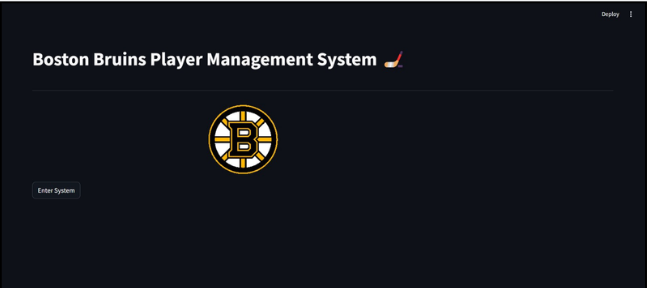 Deploy
Boston Bruins Player Management System
B
Enter System